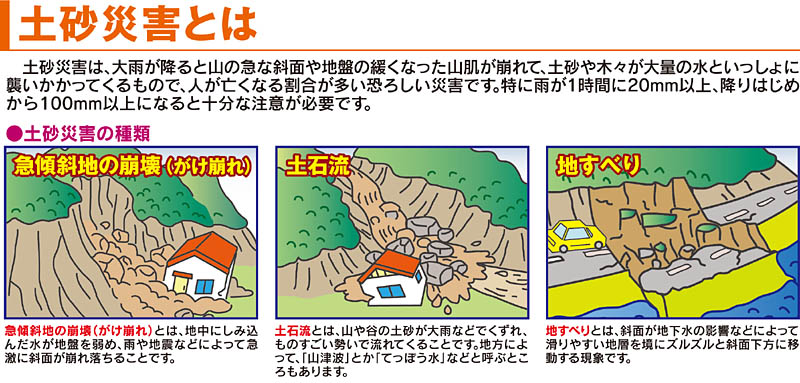 土砂災害とは
土砂災害は、大雨が降ると山の急な斜面や地盤の緩くなった山肌が崩れて、土砂や木々が大量の水といっしょに
襲いかかってくるもので、人が亡くなる割合が多い恐ろしい災害です。特に雨が1時間に20mm以上、降りはじめ
から100mm以上になると十分な注意が必要です。
●土砂災害の種類
急傾斜地の崩壊(がけ崩れ)
急傾斜地の崩壊(がけ崩れ)とは、地中にしみ込
んだ水が地盤を弱め、雨や地震などによって急
激に斜面が崩れ落ちることです。
土石流
土石流とは、山や谷の土砂が大雨などでくずれ、
ものすごい勢いで流れてくることです。地方によ
って、「山津波」とか「てっぽう水」などと呼ぶとこ
ろもあります。
地すべり
地すべりとは、斜面が地下水の影響などによって
滑りやすい地層を境にズルズルと斜面下方に移
動する現象です。